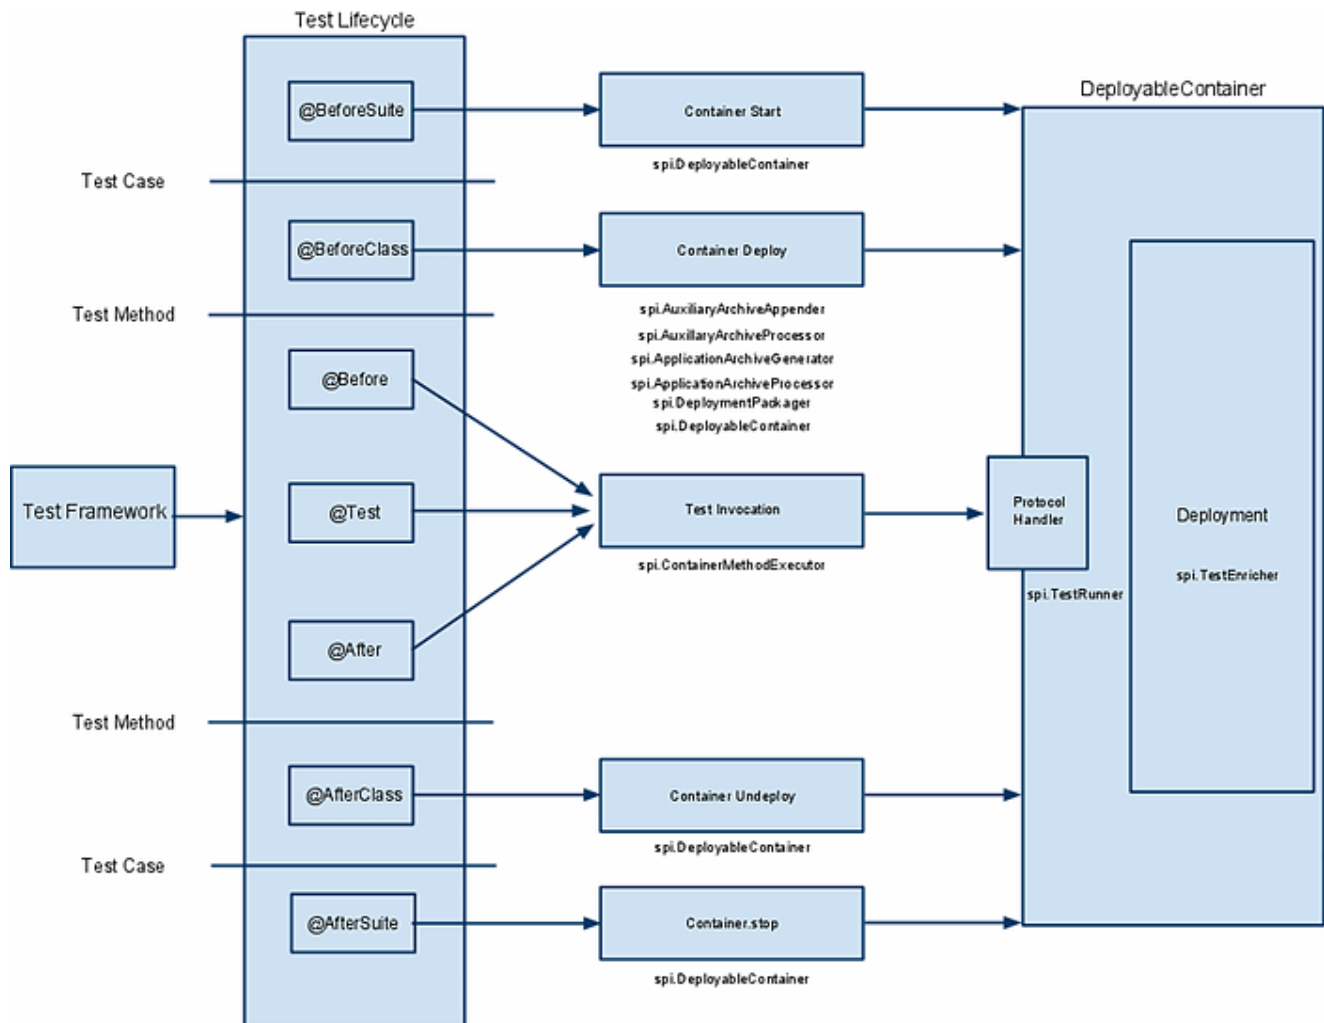 Test Lifecycle
@BeforeSuite
Container Start
DeployableContainer
spi.DeployableContainer
Test Case
@BeforeClass
Container Deploy
Test Method
spi.AuxiliaryArchiveAppender
spi.AuxillaryArchiveProcessor
spi.ApplicationArchiveGenerator
spi.ApplicationArchiveProcessor
spi.DeploymentPackager
spi.DeployableContainer
@Before
Test Framework
@Test
Test Invocation
spi.ContainerMethodExecutor
Protocol
Handler
spi.TestRunner
Deployment
spi.TestEnricher
@After
Test Method
@AfterClass
Container Undeploy
spi.DeployableContainer
Test Case
@AfterSuite
Container.stop
spi.DeployableContainer